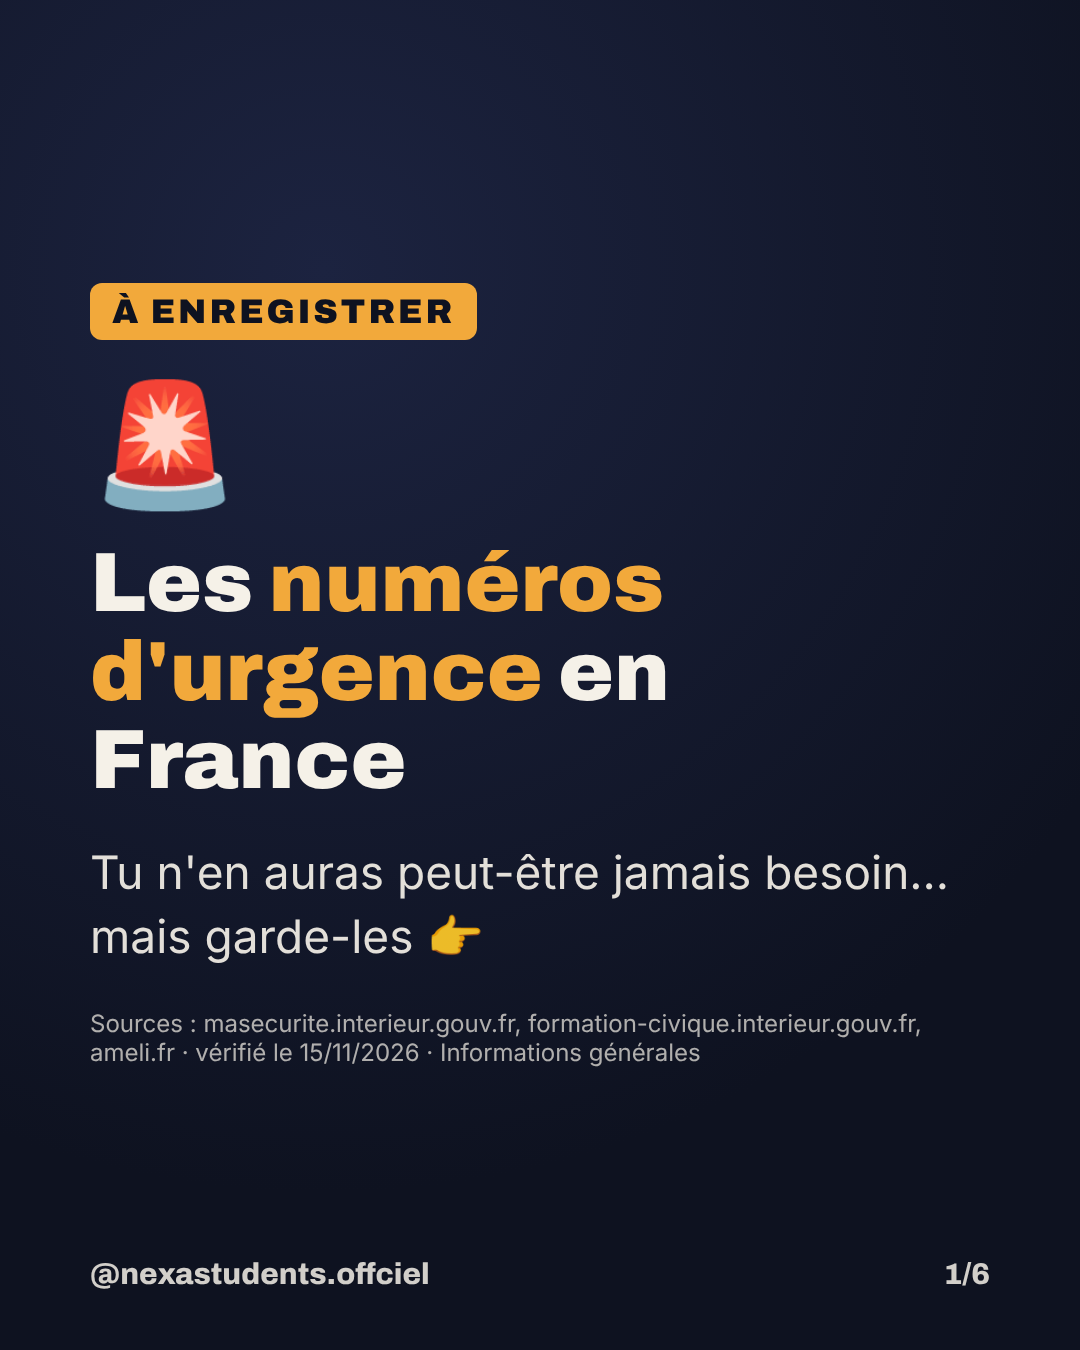 À ENREGISTRER
Les numéros
d'urgence en
France
Tu n'en auras peut-être jamais besoin...
mais garde-les 👉
Sources : masecurite.interieur.gouv.fr, formation-civique.interieur.gouv.fr,
ameli.fr · vérifié le 15/11/2026 · Informations générales
@nexastudents.offciel
1/6